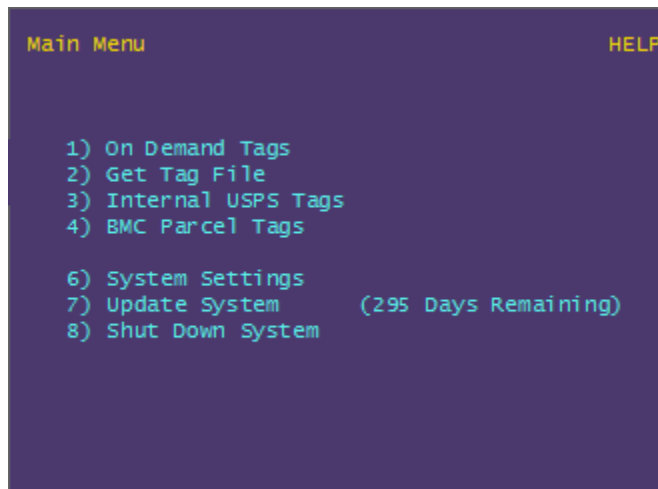 Main Menu HELP
1) On Demand Tags
2) Get Tag File
3) Internal USPS Tags
4) BMC Parcel Tags
6) System Settings
7) Update System (295 Days Remaining)
8) Shut Down System